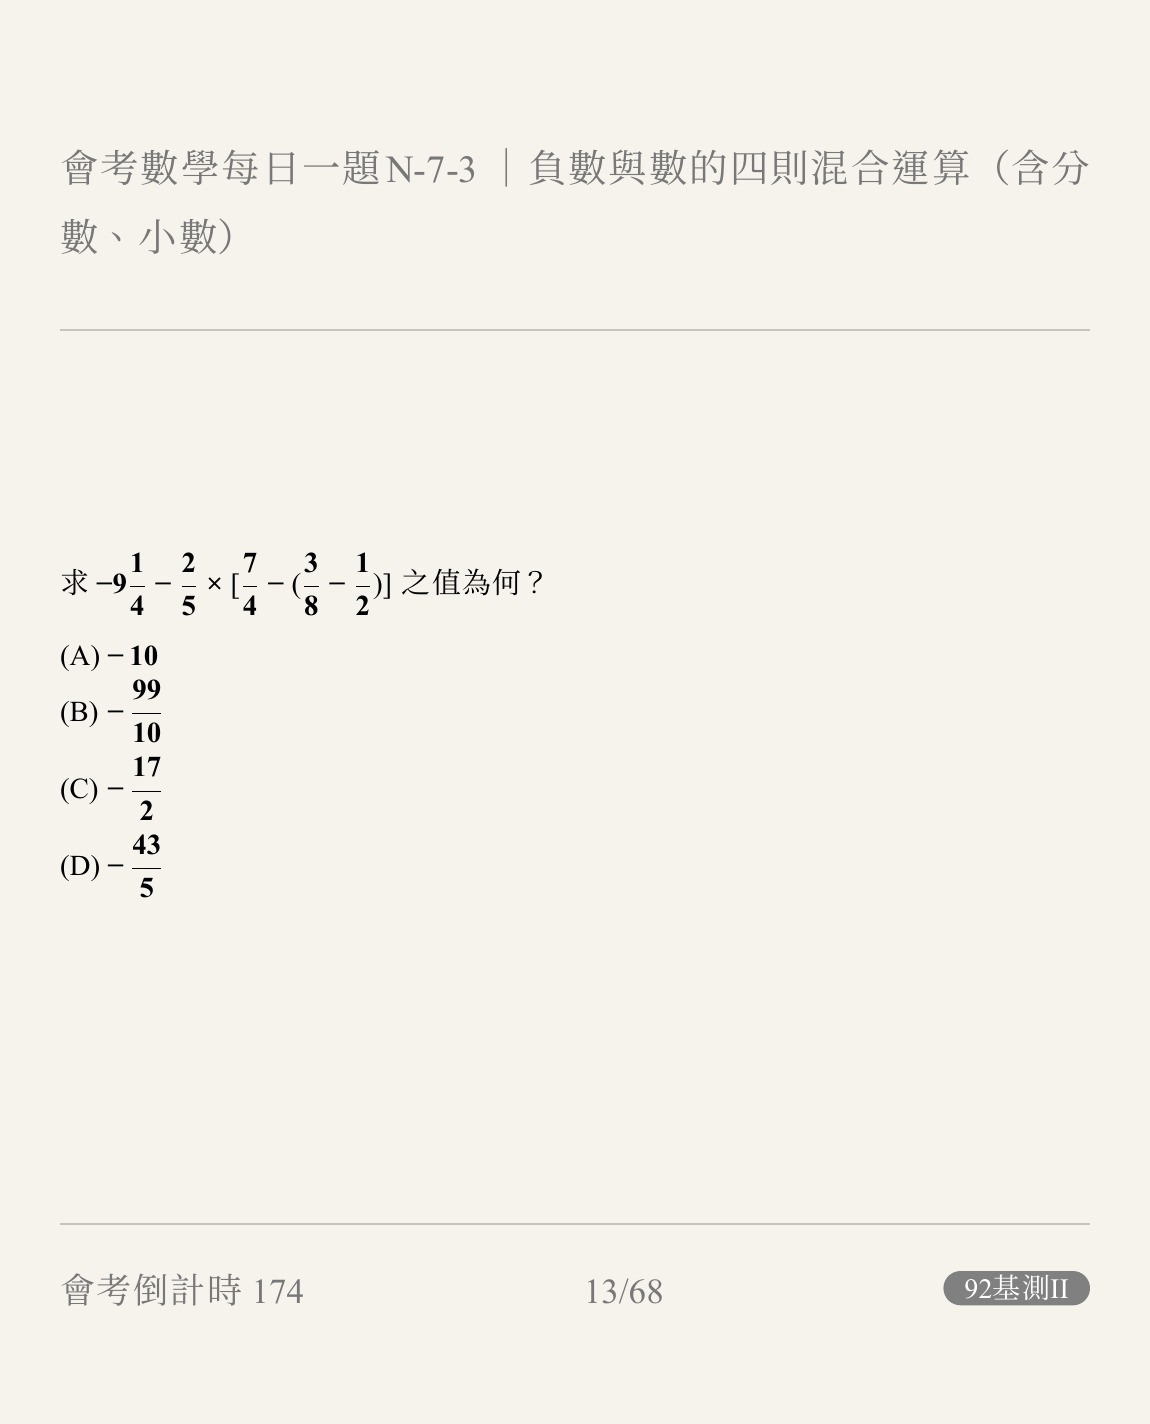 會考數學每日一題N-7-3 ｜負數與數的四則混合運算（含分
數、小數）
求 −9 1/4 − 2/5 × [7/4 − (3/8 − 1/2)] 之值為何？
(A) − 10
(B) − 99/10
(C) − 17/2
(D) − 43/5
會考倒計時 174
13/68
92基測II